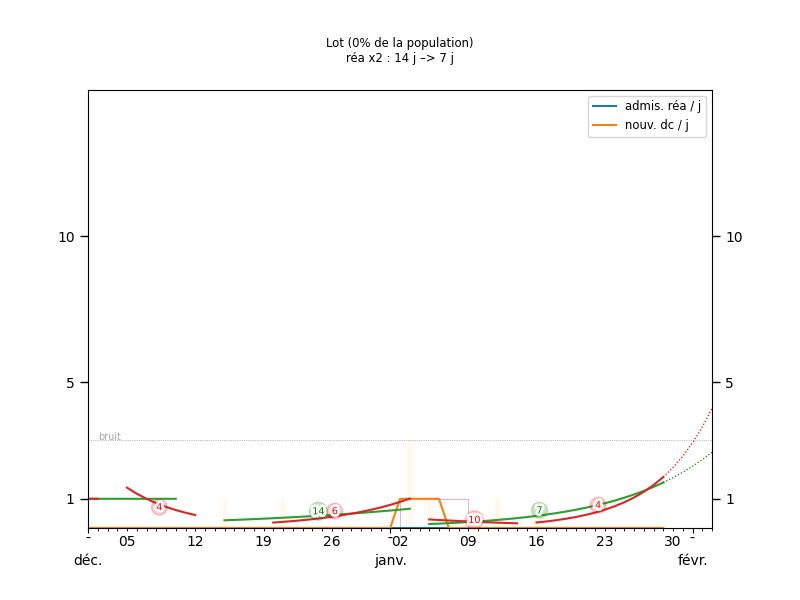 Lot (0% de la population)
réa x2 : 14 j –> 7 j
admis. réa / j
nouv. dc / j
10
10
5
5
bruit
1
1
4
14
6
10
7
4
- 05 12 19 26 -02 09 16 23 30 -
déc. janv. févr.